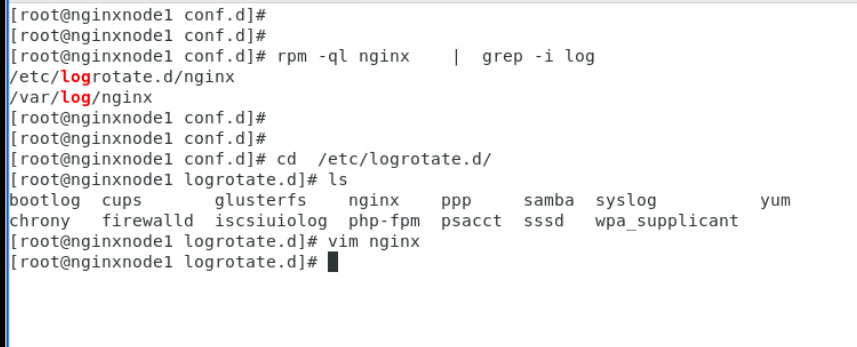 [root@nginxnode1 conf.d]#
[root@nginxnode1 conf.d]#
[root@nginxnode1 conf.d]# rpm -ql nginx    |  grep -i log
/etc/logrotate.d/nginx
/var/log/nginx
[root@nginxnode1 conf.d]#
[root@nginxnode1 conf.d]#
[root@nginxnode1 conf.d]# cd  /etc/logrotate.d/
[root@nginxnode1 logrotate.d]# ls
bootlog  cups       glusterfs    nginx    ppp     samba  syslog          yum
chrony   firewalld  iscsiuiolog  php-fpm  psacct  sssd   wpa_supplicant
[root@nginxnode1 logrotate.d]# vim nginx
[root@nginxnode1 logrotate.d]#